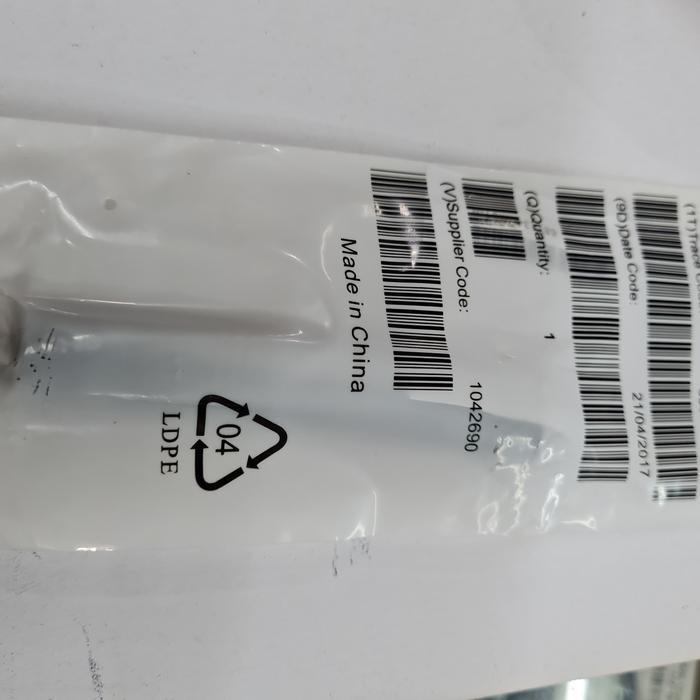 (9D)Date Code: 21/04/2017
(Q)Quantity: 1
(V)Supplier Code: 1042690
Made in China
04
LDPE